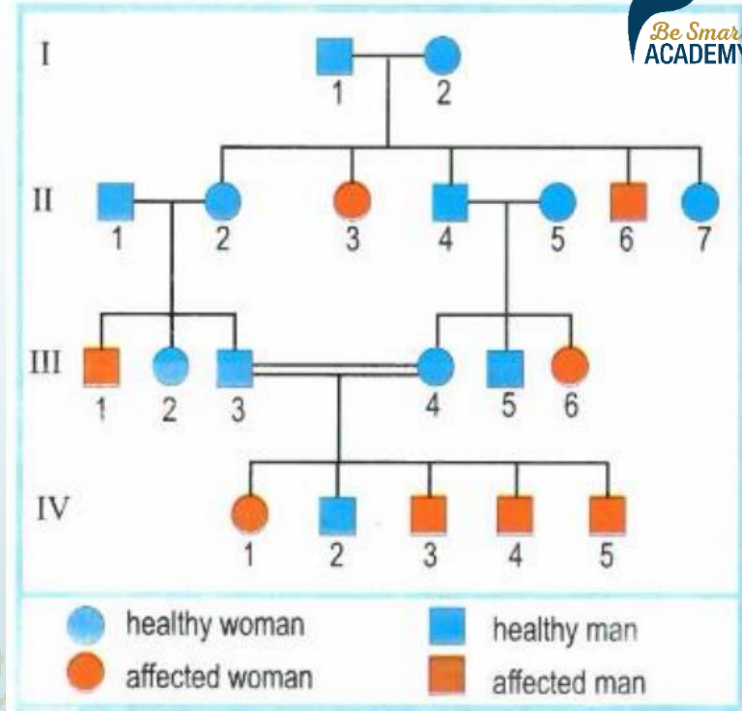 Be Smart
ACADEMY
I
1 2
II
1 2 3 4 5 6 7
III
1 2 3 4 5 6
IV
1 2 3 4 5
healthy woman healthy man
affected woman affected man